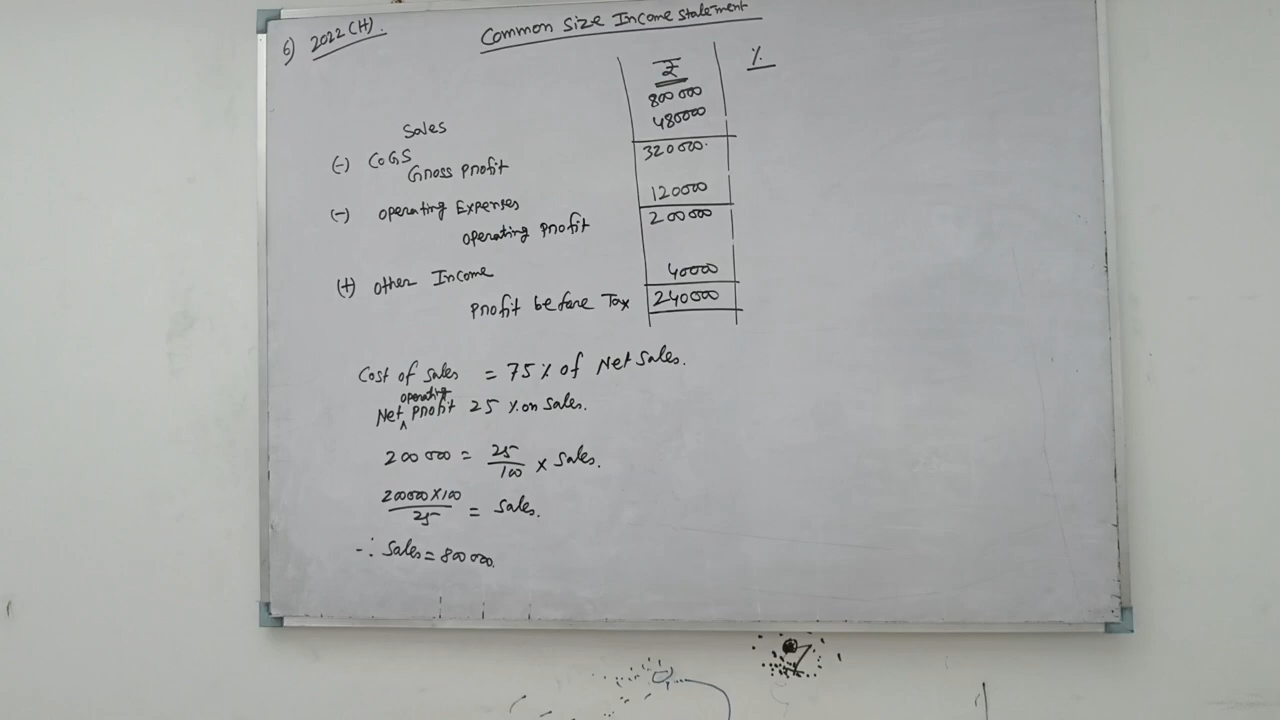 6) 2022 (H).
Common Size Income Statement
₹ %
Sales 800000
(-) COGS 480000
Gross Profit 320000.
(-) Operating Expenses 120000
Operating Profit 200000
(+) Other Income 40000
Profit before Tax 240000
Cost of Sales = 75% of Net Sales.
Net operating Profit 25% on Sales.
200000 = 25/100 × Sales.
200000×100/25 = Sales.
∴ Sales = 800000.